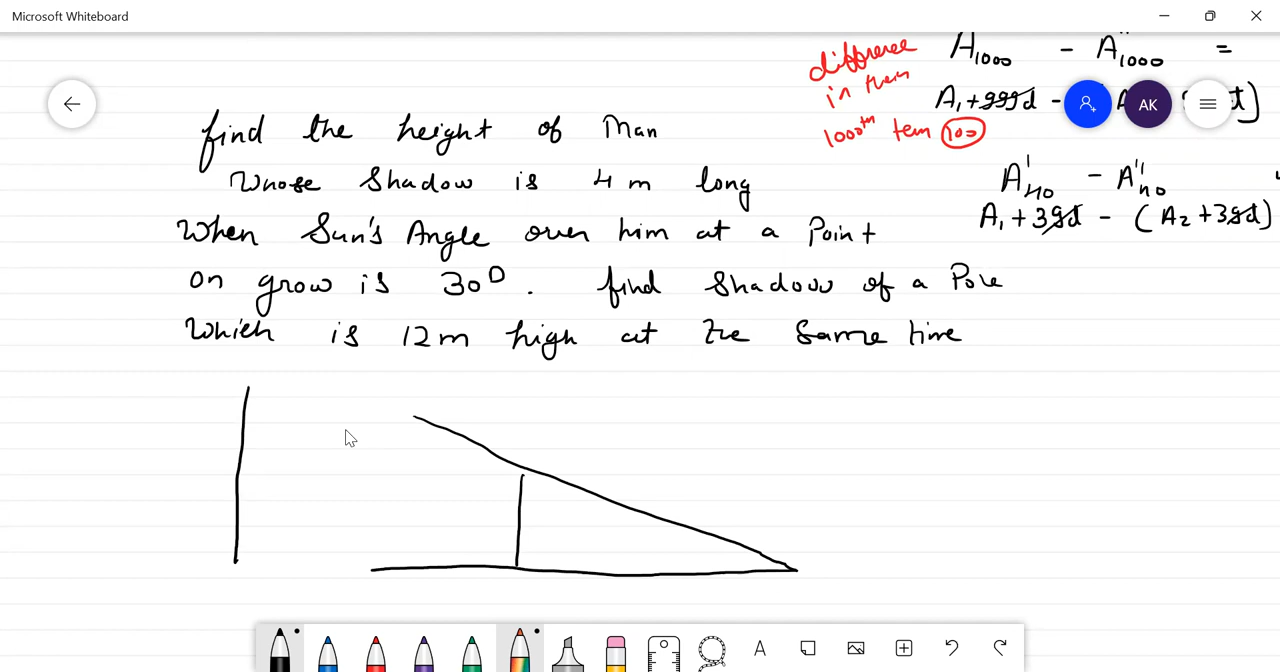 Microsoft Whiteboard
difference
in their
1000th tem 100
A1000 - A''1000 =
A1 + 999d -
AK
d)
find the height of Man
Whose Shadow is 4 m long
When Sun's Angle over him at a Point
on grow is 30°. find Shadow of a Pole
Which is 12m high at the same time
A'40 - A''40
A1 + 39d - (A2 + 39d)
A